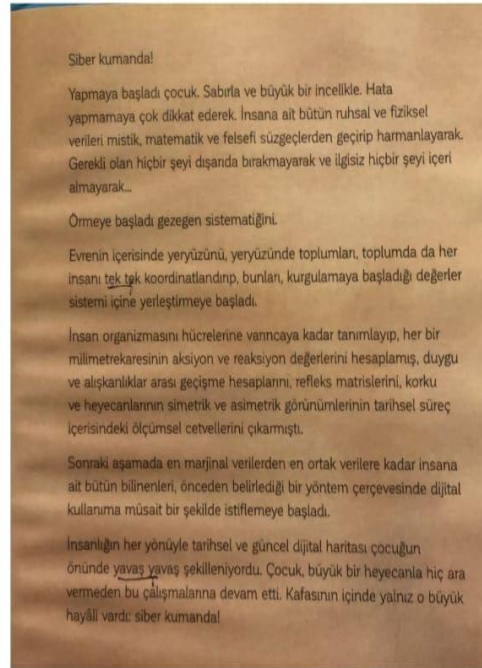 Siber kumanda!
Yapmaya başladı çocuk. Sabırla ve büyük bir incelikle. Hata
yapmamaya çok dikkat ederek. İnsana ait bütün ruhsal ve fiziksel
verileri mistik, matematik ve felsefi süzgeçlerden geçirip harmanlayarak.
Gerekli olan hiçbir şeyi dışarıda bırakmayarak ve ilgisiz hiçbir şeyi içeri
almayarak...
Örmeye başladı gezegen sistematiğini.
Evrenin içerisinde yeryüzünü, yeryüzünde toplumları, toplumda da her
insanı tek tek koordinatlandırıp, bunları, kurgulamaya başladığı değerler
sistemi içine yerleştirmeye başladı.
İnsan organizmasını hücrelerine varıncaya kadar tanımlayıp, her bir
milimetrekaresinin aksiyon ve reaksiyon değerlerini hesaplamış, duygu
ve alışkanlıklar arası geçişme hesaplarını, refleks matrislerini, korku
ve heyecanlarının simetrik ve asimetrik görünümlerinin tarihsel süreç
içerisindeki ölçümsel cetvellerini çıkarmıştı.
Sonraki aşamada en marjinal verilerden en ortak verilere kadar insana
ait bütün bilinenleri, önceden belirlediği bir yöntem çerçevesinde dijital
kullanıma müsait bir şekilde istiflemeye başladı.
İnsanlığın her yönüyle tarihsel ve güncel dijital haritası çocuğun
önünde yavaş yavaş şekilleniyordu. Çocuk, büyük bir heyecanla hiç ara
vermeden bu çalışmalarına devam etti. Kafasının içinde yalnız o büyük
hayâli vardı: siber kumanda!